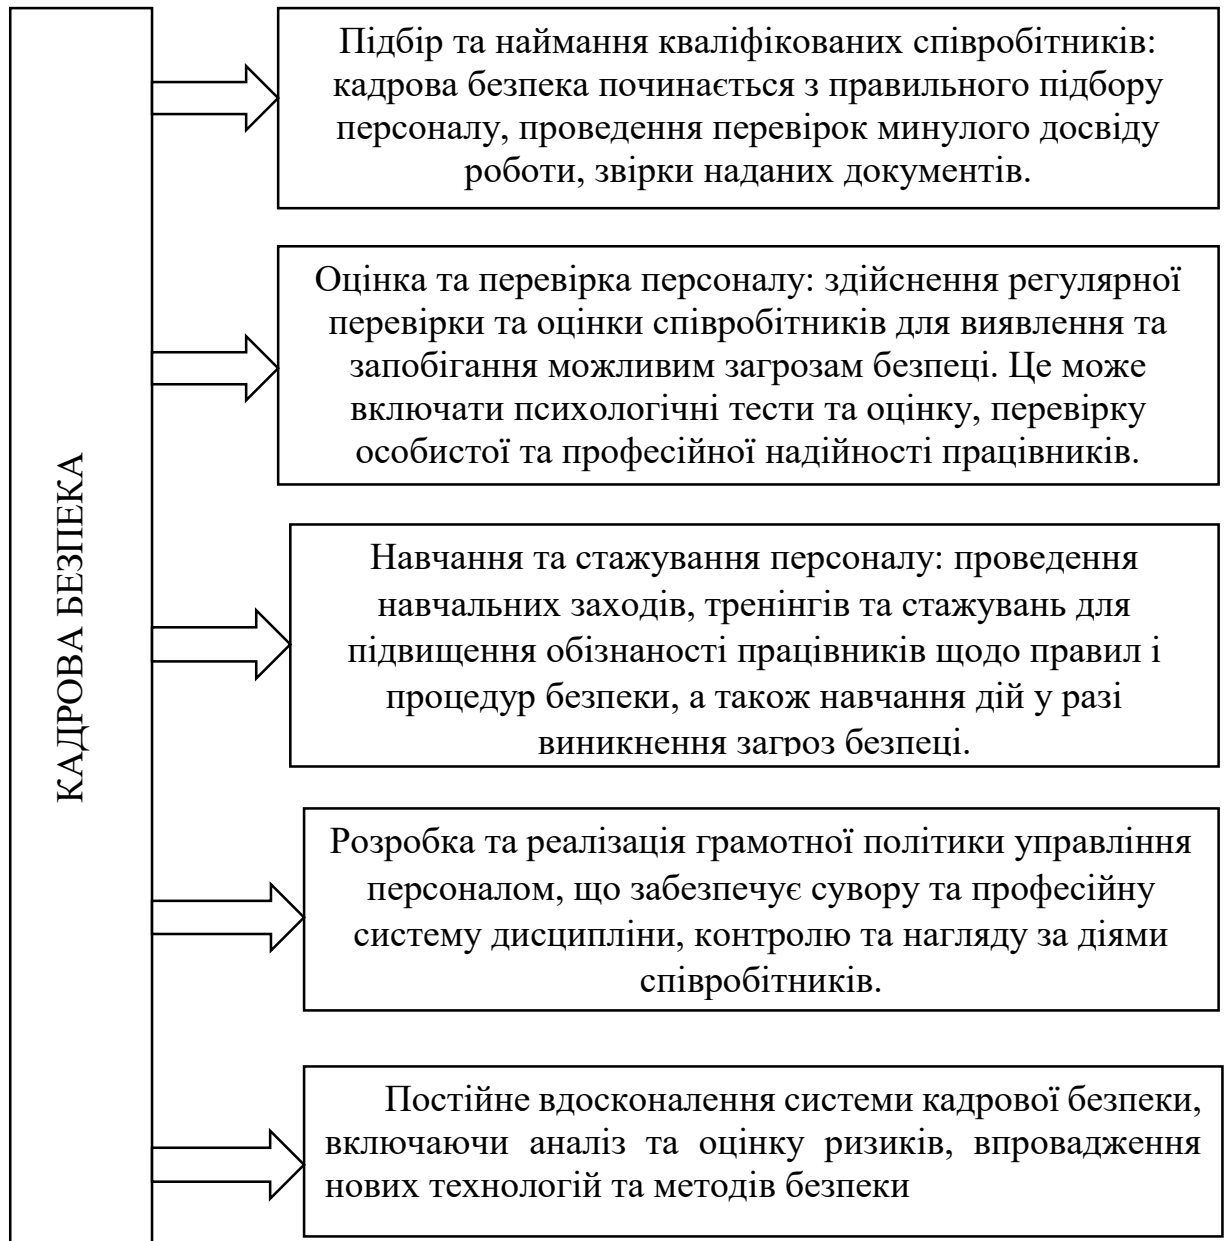 КАДРОВА БЕЗПЕКА
Підбір та наймання кваліфікованих співробітників:
кадрова безпека починається з правильного підбору
персоналу, проведення перевірок минулого досвіду
роботи, звірки наданих документів.
Оцінка та перевірка персоналу: здійснення регулярної
перевірки та оцінки співробітників для виявлення та
запобігання можливим загрозам безпеці. Це може
включати психологічні тести та оцінку, перевірку
особистої та професійної надійності працівників.
Навчання та стажування персоналу: проведення
навчальних заходів, тренінгів та стажувань для
підвищення обізнаності працівників щодо правил і
процедур безпеки, а також навчання дій у разі
виникнення загроз безпеці.
Розробка та реалізація грамотної політики управління
персоналом, що забезпечує сувору та професійну
систему дисципліни, контролю та нагляду за діями
співробітників.
Постійне вдосконалення системи кадрової безпеки,
включаючи аналіз та оцінку ризиків, впровадження
нових технологій та методів безпеки